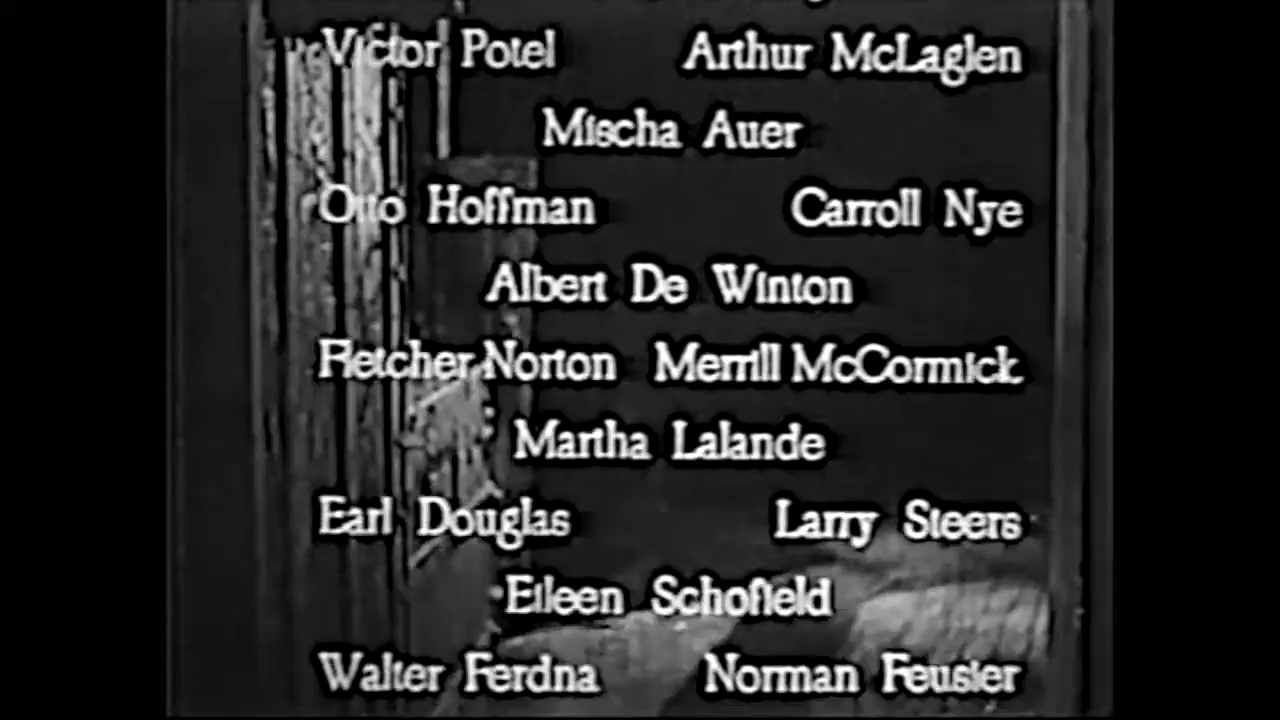 Victor Potel Arthur McLaglen
Mischa Auer
Otto Hoffman Carroll Nye
Albert De Winton
Fletcher Norton Merrill McCormick
Martha Lalande
Earl Douglas Larry Steers
Eileen Schofield
Walter Ferdna Norman Feusier